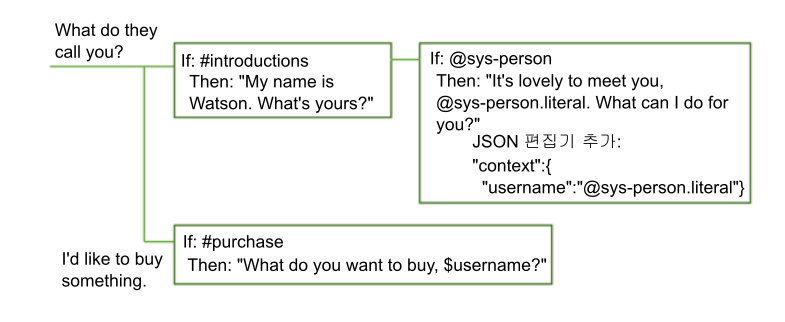 What do they
call you?
If: #introductions
Then: "My name is
Watson. What's yours?"
If: @sys-person
Then: "It's lovely to meet you,
@sys-person.literal. What can I do for
you?"
JSON 편집기 추가:
"context":{
"username":"@sys-person.literal"}
I'd like to buy
something.
If: #purchase
Then: "What do you want to buy, $username?"